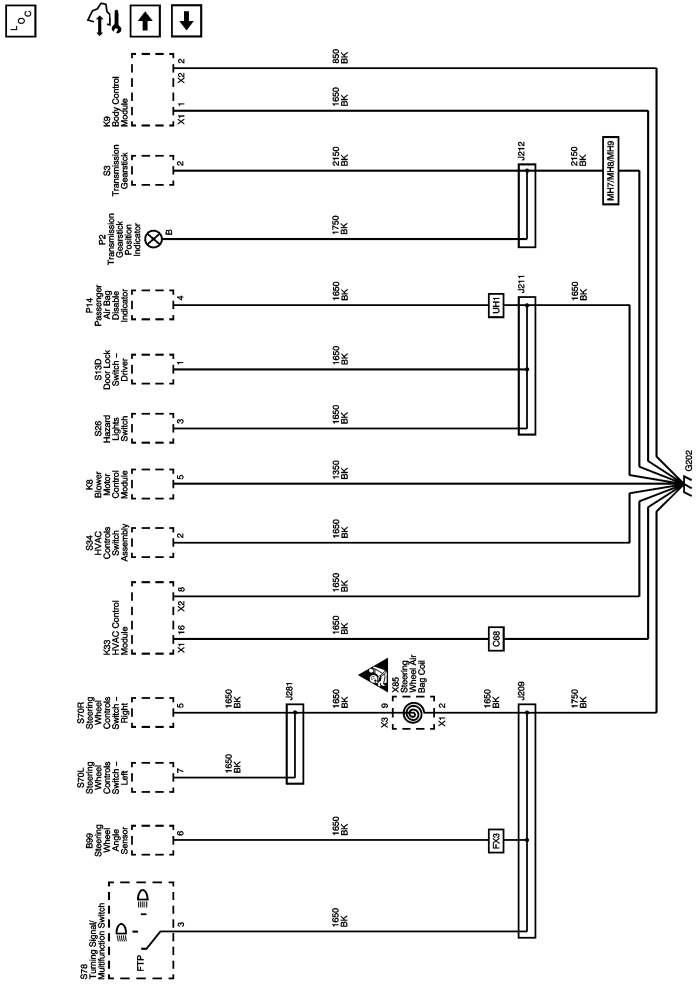 LOC
K9
Body Control
Module
2
X2
X1
1
850
BK
1650
BK
S3
Transmission
Gearstick
2
2150
BK
J212
2150
BK
MH7/MH8/MH9
P2
Transmission
Gearstick
Position
Indicator
B
1750
BK
P14
Passenger
Air Bag
Disable
Indicator
4
1650
BK
UH1
J211
1650
BK
S13D
Door Lock
Switch –
Driver
1
1650
BK
S26
Hazard
Lights
Switch
3
1650
BK
K8
Blower
Motor
Control
Module
5
1350
BK
G202
S34
HVAC
Controls
Switch
Assembly
2
1650
BK
K33
HVAC Control
Module
8
X2
X1
16
1650
BK
1650
BK
C68
S70R
Steering
Wheel
Controls
Switch –
Right
5
1650
BK
J281
1650
BK
X3
9
X85
Steering
Wheel Air
Bag Coil
2
X1
1650
BK
J209
1750
BK
S70L
Steering
Wheel
Controls
Switch –
Left
7
1650
BK
B99
Steering
Wheel
Angle
Sensor
6
1650
BK
FX3
S78
Turning Signal/
Multifunction Switch
FTP
3
1650
BK